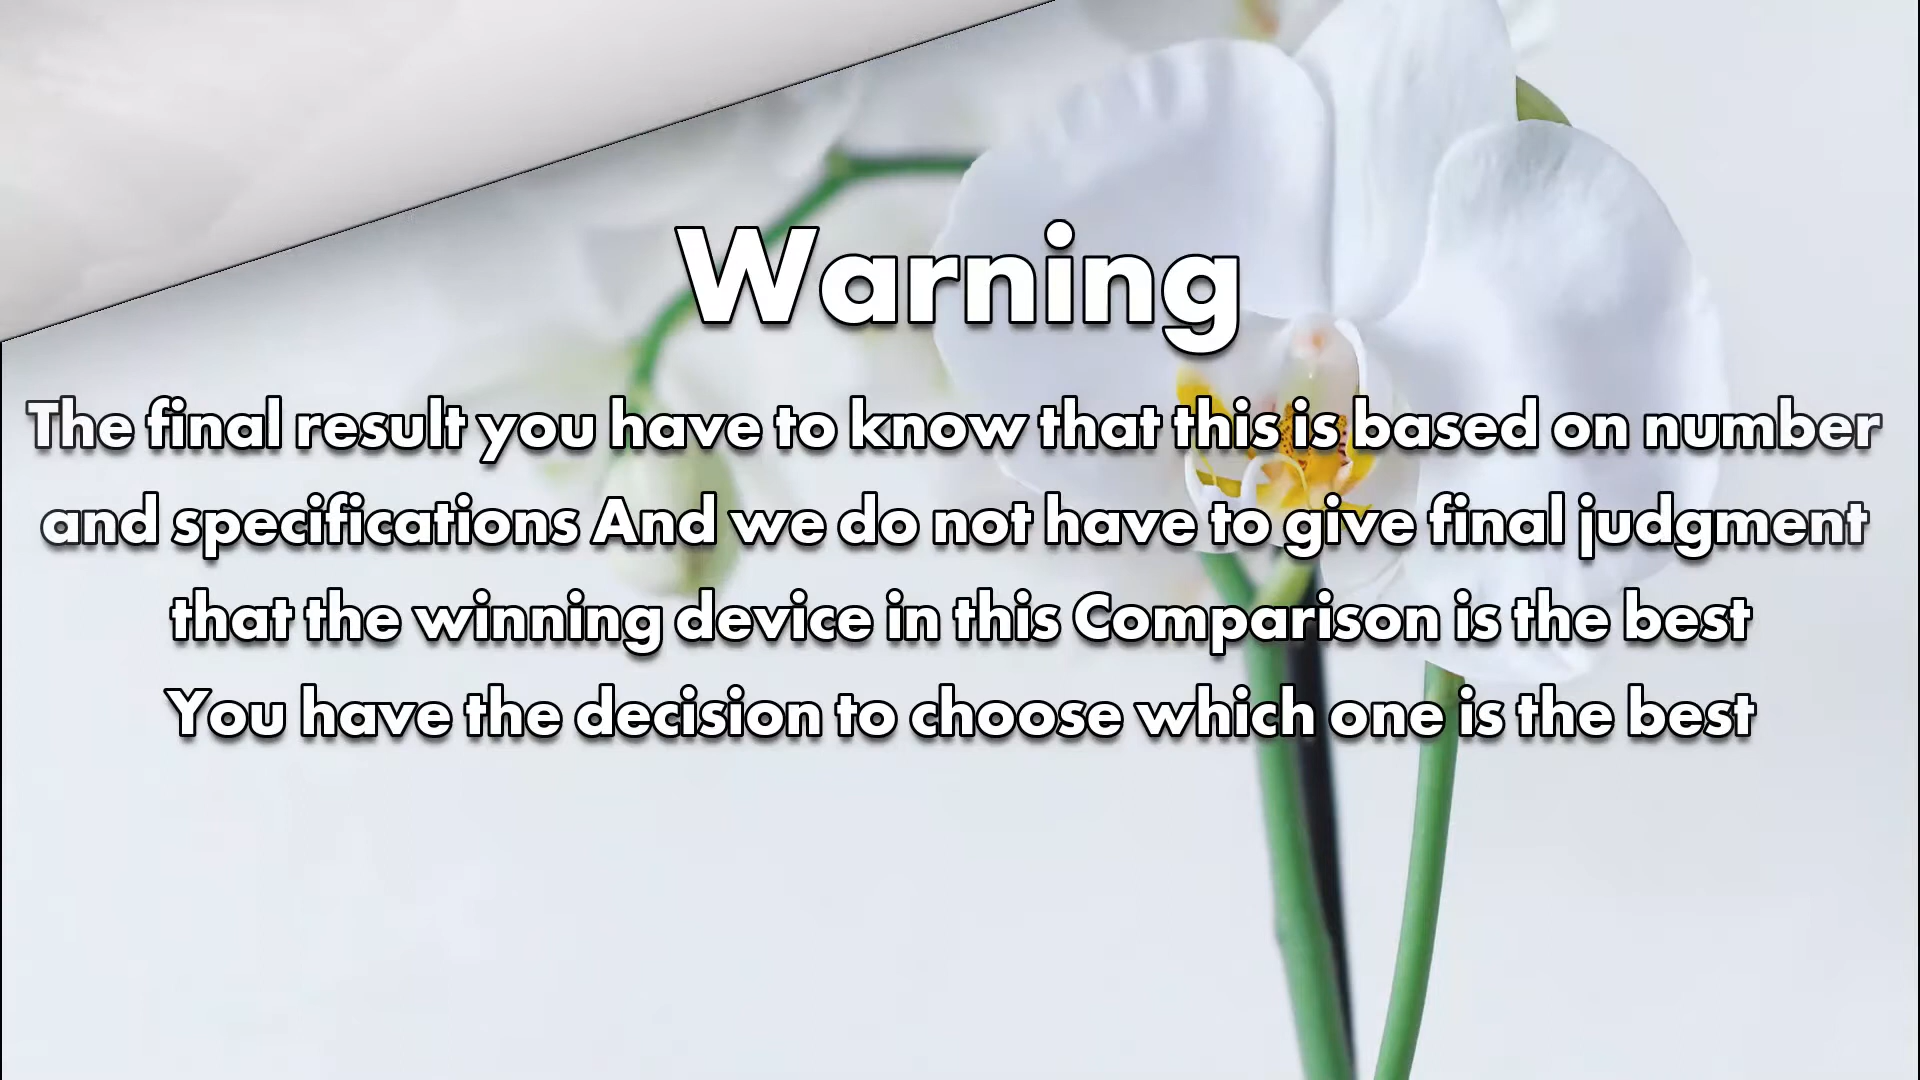 Warning
The final result you have to know that this is based on number
and specifications And we do not have to give final judgment
that the winning device in this Comparison is the best
You have the decision to choose which one is the best